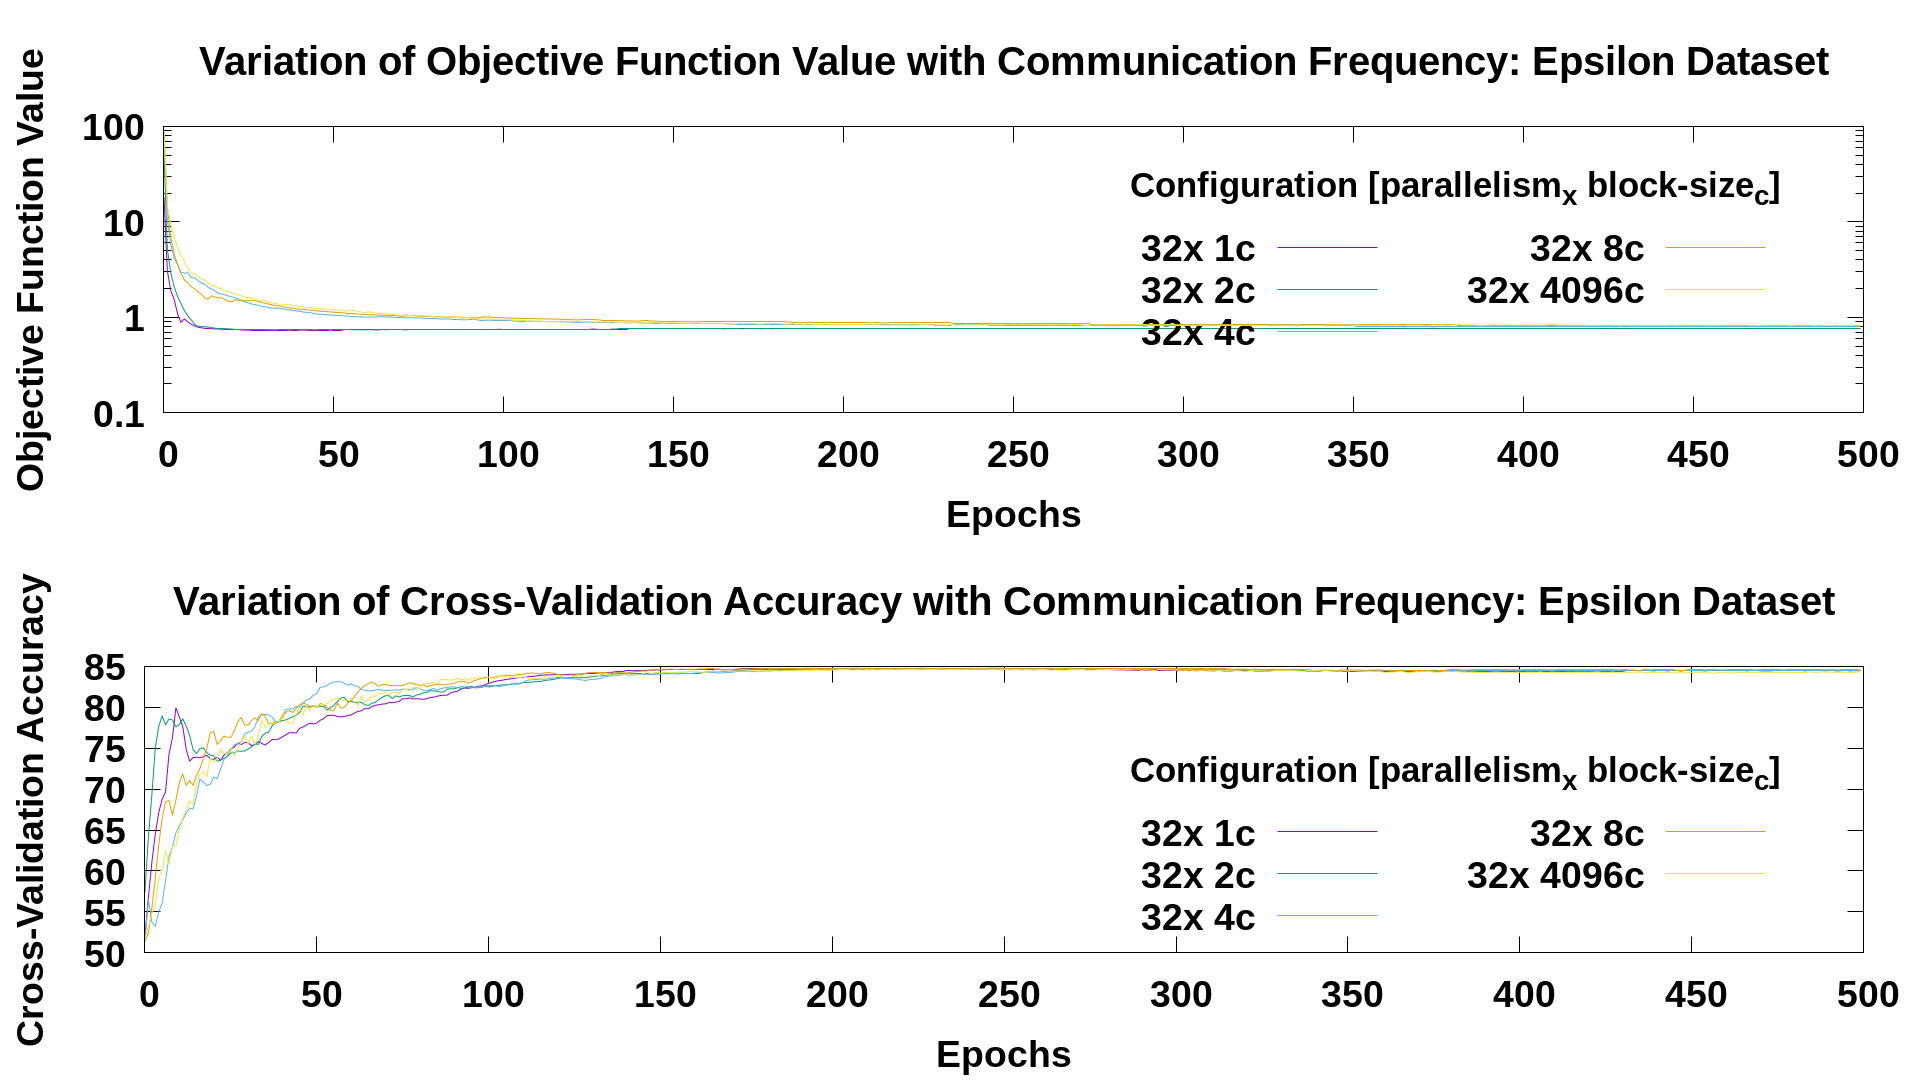 Variation of Objective Function Value with Communication Frequency: Epsilon Dataset
Objective Function Value
100
10
1
0.1
Configuration [parallelismx block-sizec]
32x 1c
32x 2c
32x 4c
32x 8c
32x 4096c
0 50 100 150 200 250 300 350 400 450 500
Epochs
Variation of Cross-Validation Accuracy with Communication Frequency: Epsilon Dataset
Cross-Validation Accuracy
85
80
75
70
65
60
55
50
Configuration [parallelismx block-sizec]
32x 1c
32x 2c
32x 4c
32x 8c
32x 4096c
0 50 100 150 200 250 300 350 400 450 500
Epochs